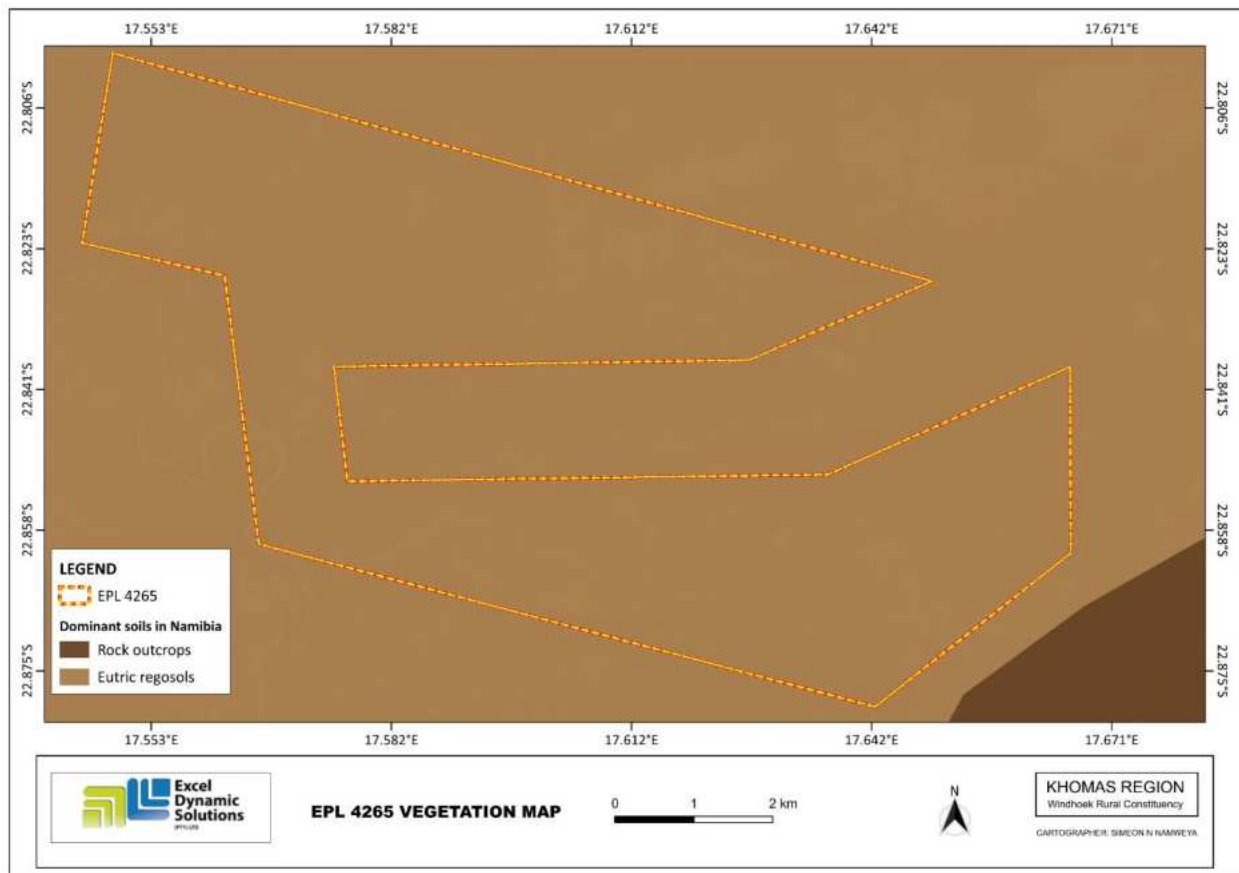 17.553°E
17.582°E
17.612°E
17.642°E
17.671°E
22.806°S
22.806°S
22.823°S
22.823°S
22.841°S
22.841°S
22.858°S
22.858°S
22.875°S
22.875°S
LEGEND
EPL 4265
Dominant soils in Namibia
Rock outcrops
Eutric regosols
17.553°E
17.582°E
17.612°E
17.642°E
17.671°E
Excel
Dynamic
Solutions
(PTY) LTD
EPL 4265 VEGETATION MAP
0 1 2 km
N
KHOMAS REGION
Windhoek Rural Constituency
CARTOGRAPHER: SIMEON N NAMWEYA